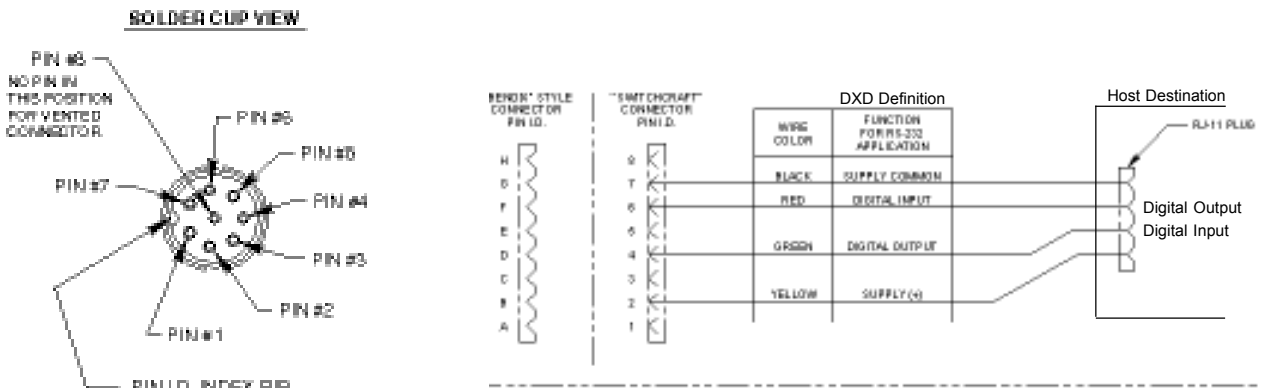 SOLDER CUP VIEW
PIN #8
NO PIN IN
THIS POSITION
FOR VENTED
CONNECTOR
PIN #6
PIN #5
PIN #7
PIN #4
PIN #3
PIN #2
PIN #1
PIN I.D. INDEX RIB
BENDIX" STYLE
CONNECTOR
PIN I.D.
"SWITCHCRAFT"
CONNECTOR
PIN I.D.
DXD Definition
Host Destination
WIRE
COLOR
FUNCTION
FOR RS-232
APPLICATION
RJ-11 PLUG
H
G
F
E
D
C
B
A
8
7
6
5
4
3
2
1
BLACK SUPPLY COMMON
RED DIGITAL INPUT
GREEN DIGITAL OUTPUT
YELLOW SUPPLY (+)
Digital Output
Digital Input